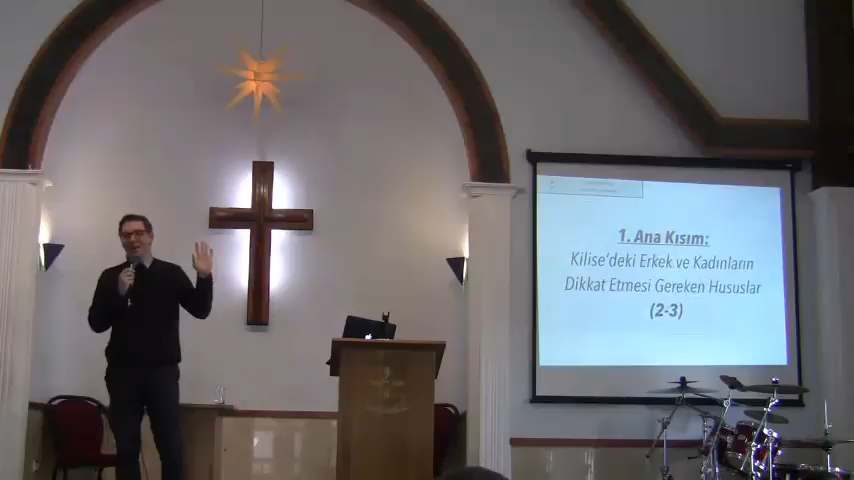 1. Ana Kısım:
Kilise'deki Erkek ve Kadınların
Dikkat Etmesi Gereken Hususlar
(2-3)